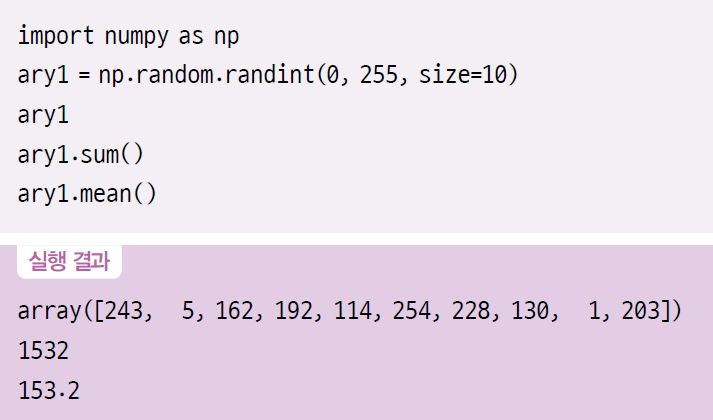 import numpy as np
ary1 = np.random.randint(0, 255, size=10)
ary1
ary1.sum()
ary1.mean()
실행 결과
array([243,   5, 162, 192, 114, 254, 228, 130,   1, 203])
1532
153.2